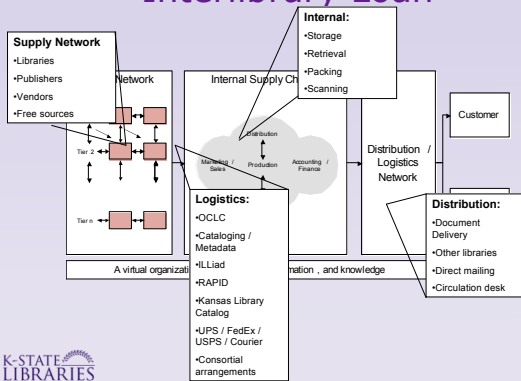 Interlibrary Loan
Supply Network
•Libraries
•Publishers
•Vendors
•Free sources
Internal:
•Storage
•Retrieval
•Packing
•Scanning
Network
Internal Supply Ch
Tier 2
Tier n
Distribution
Marketing /
Sales
Production
Accounting /
Finance
Distribution /
Logistics
Network
Customer
Logistics:
•OCLC
•Cataloging /
Metadata
•ILLiad
•RAPID
•Kansas Library
Catalog
•UPS / FedEx /
USPS / Courier
•Consortial
arrangements
Distribution:
•Document
Delivery
•Other libraries
•Direct mailing
•Circulation desk
A virtual organizati
mation , and knowledge
K-STATE
LIBRARIES